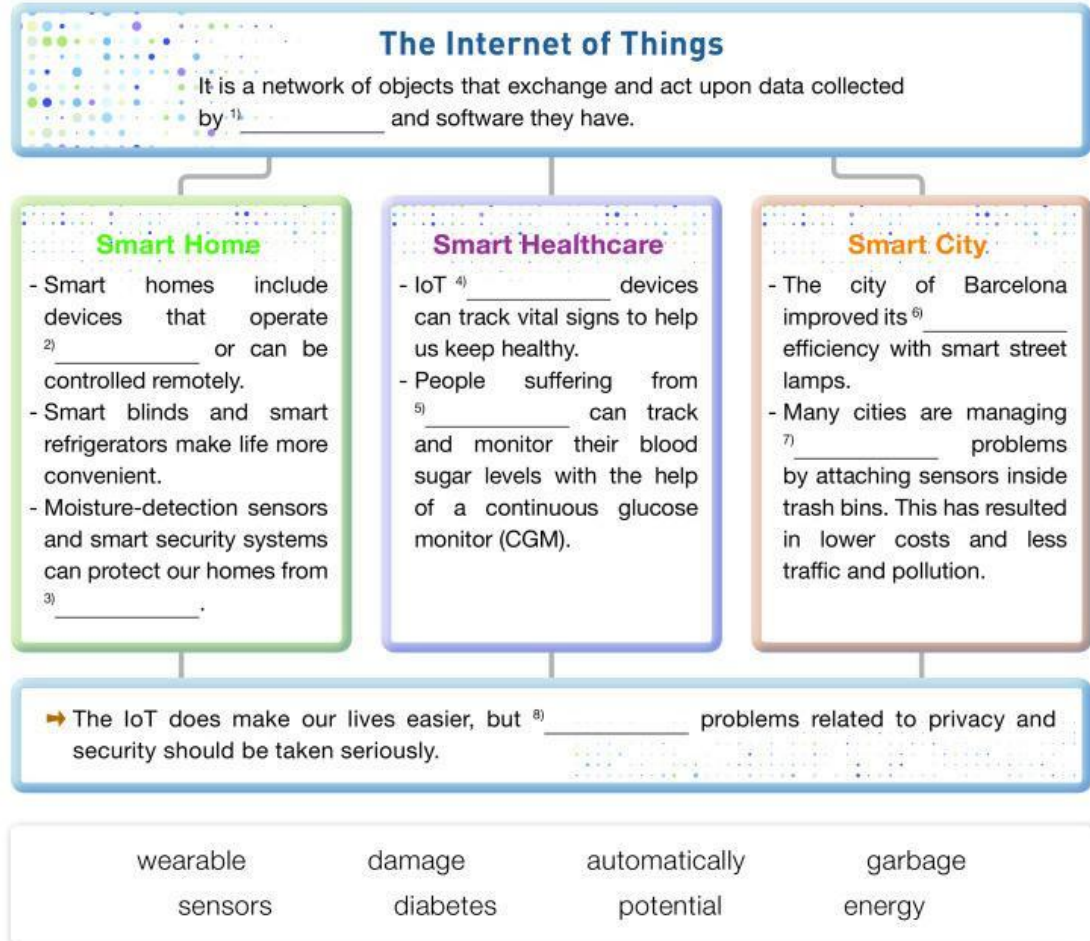 The Internet of Things
It is a network of objects that exchange and act upon data collected
by 1) ____________ and software they have.
Smart Home
- Smart homes include
devices that operate
2) ____________ or can be
controlled remotely.
- Smart blinds and smart
refrigerators make life more
convenient.
- Moisture-detection sensors
and smart security systems
can protect our homes from
3) ____________.
Smart Healthcare
- IoT 4) ____________ devices
can track vital signs to help
us keep healthy.
- People suffering from
5) ____________ can track
and monitor their blood
sugar levels with the help
of a continuous glucose
monitor (CGM).
Smart City
- The city of Barcelona
improved its 6) ____________
efficiency with smart street
lamps.
- Many cities are managing
7) ____________ problems
by attaching sensors inside
trash bins. This has resulted
in lower costs and less
traffic and pollution.
➡ The IoT does make our lives easier, but 8) ____________ problems related to privacy and
security should be taken seriously.
wearable damage automatically garbage
sensors diabetes potential energy